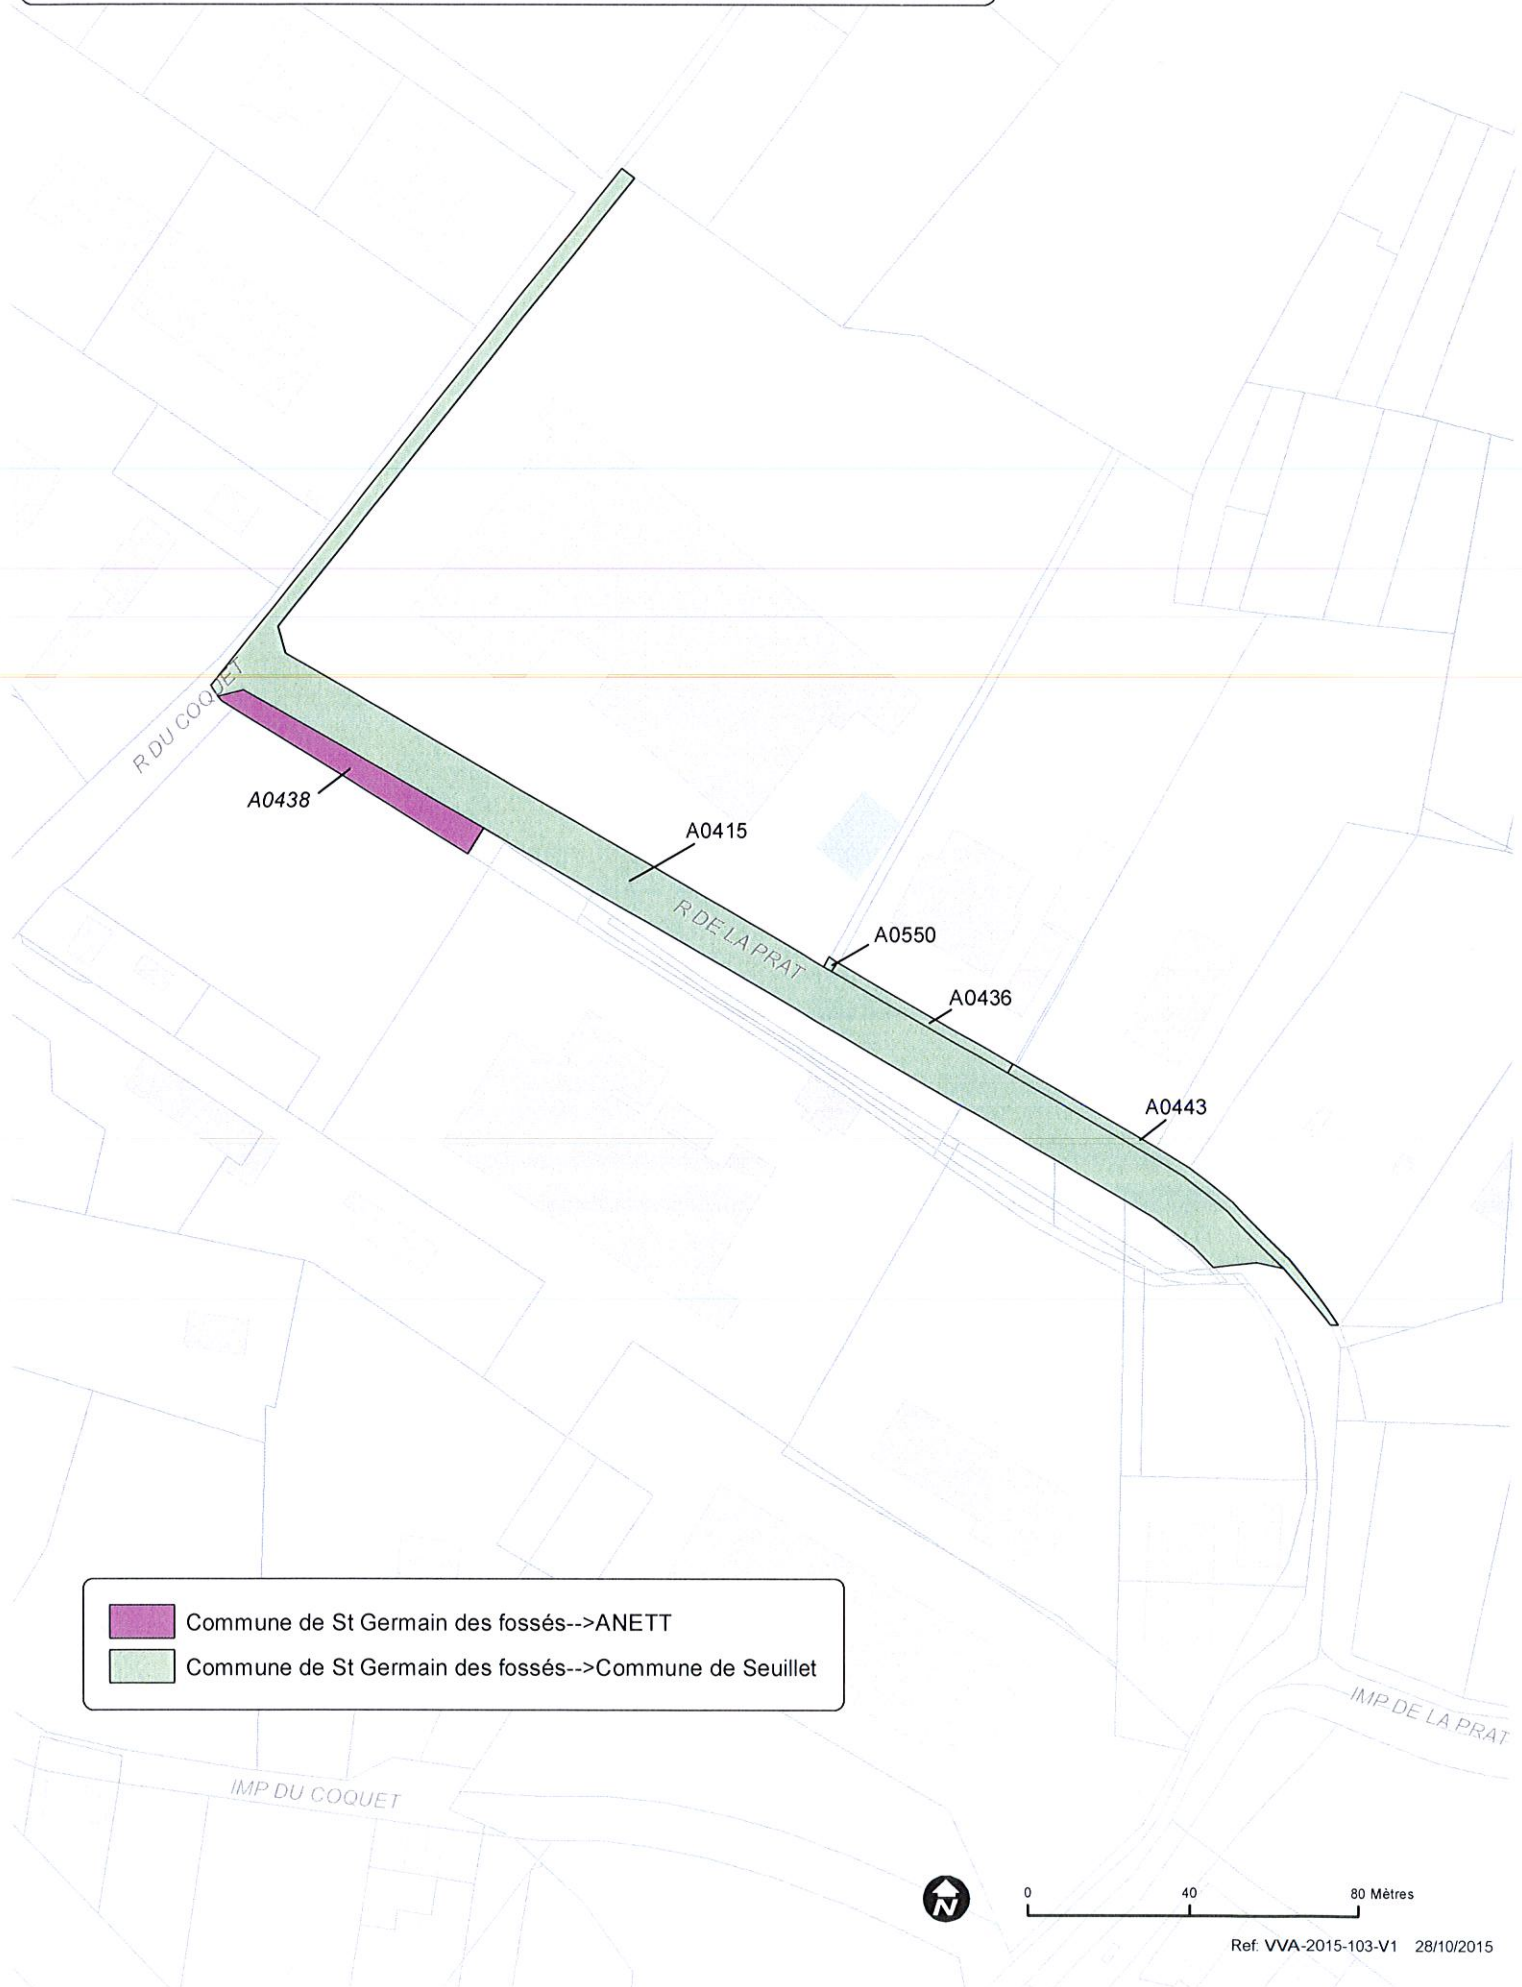 R DU COQUET
A0438
A0415
R DE LA PRAT
A0550
A0436
A0443
Commune de St Germain des fossés-->ANETT
Commune de St Germain des fossés-->Commune de Seuillet
IMP DE LA PRAT
IMP DU COQUET
N
0 40 80 Mètres
Ref: VVA-2015-103-V1 28/10/2015